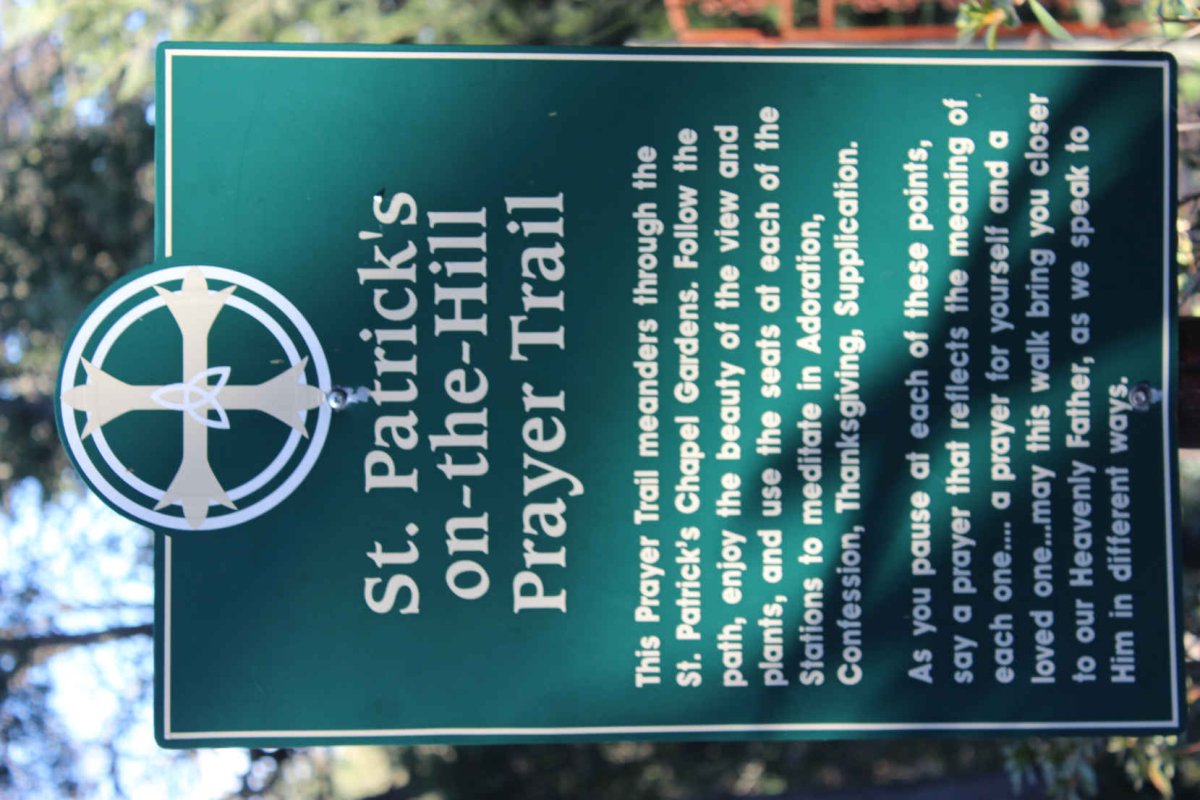 St. Patrick's
on-the-Hill
Prayer Trail
This Prayer Trail meanders through the
St. Patrick's Chapel Gardens. Follow the
path, enjoy the beauty of the view and
plants, and use the seats at each of the
Stations to meditate in Adoration,
Confession, Thanksgiving, Supplication.
As you pause at each of these points,
say a prayer that reflects the meaning of
each one.... a prayer for yourself and a
loved one...may this walk bring you closer
to our Heavenly Father, as we speak to
Him in different ways.